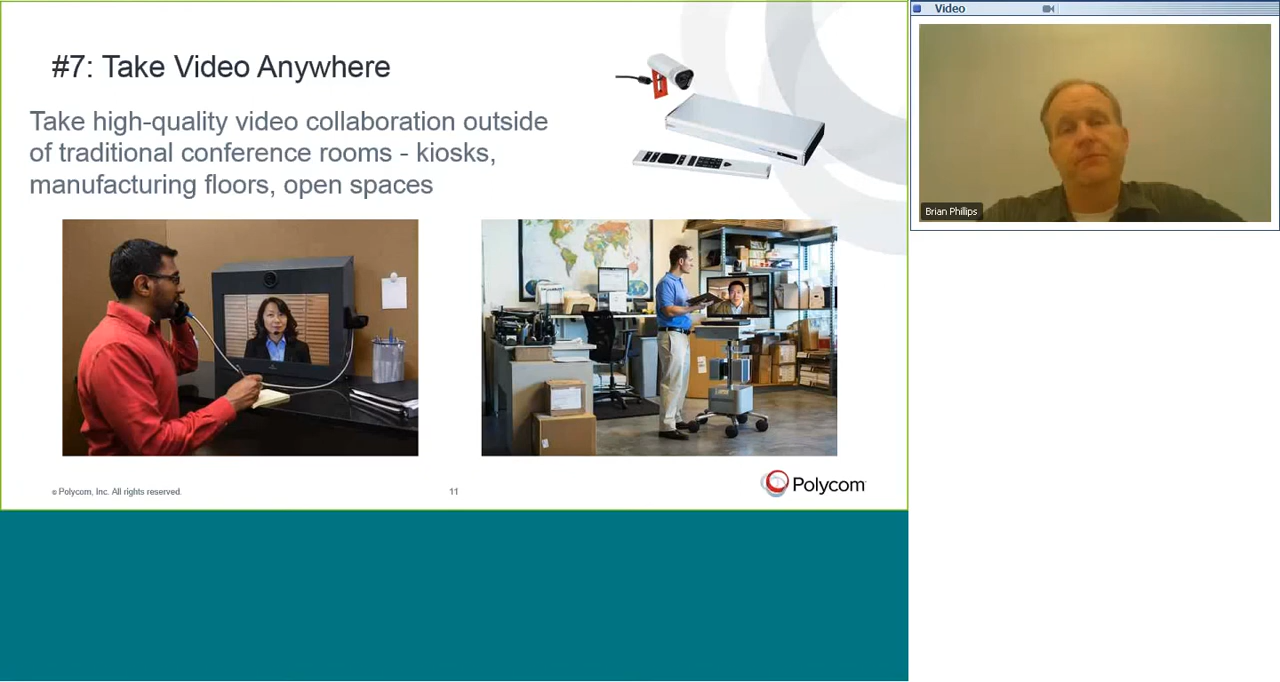 #7: Take Video Anywhere
Take high-quality video collaboration outside
of traditional conference rooms - kiosks,
manufacturing floors, open spaces
© Polycom, Inc. All rights reserved.
11
Polycom
Video
Brian Phillips